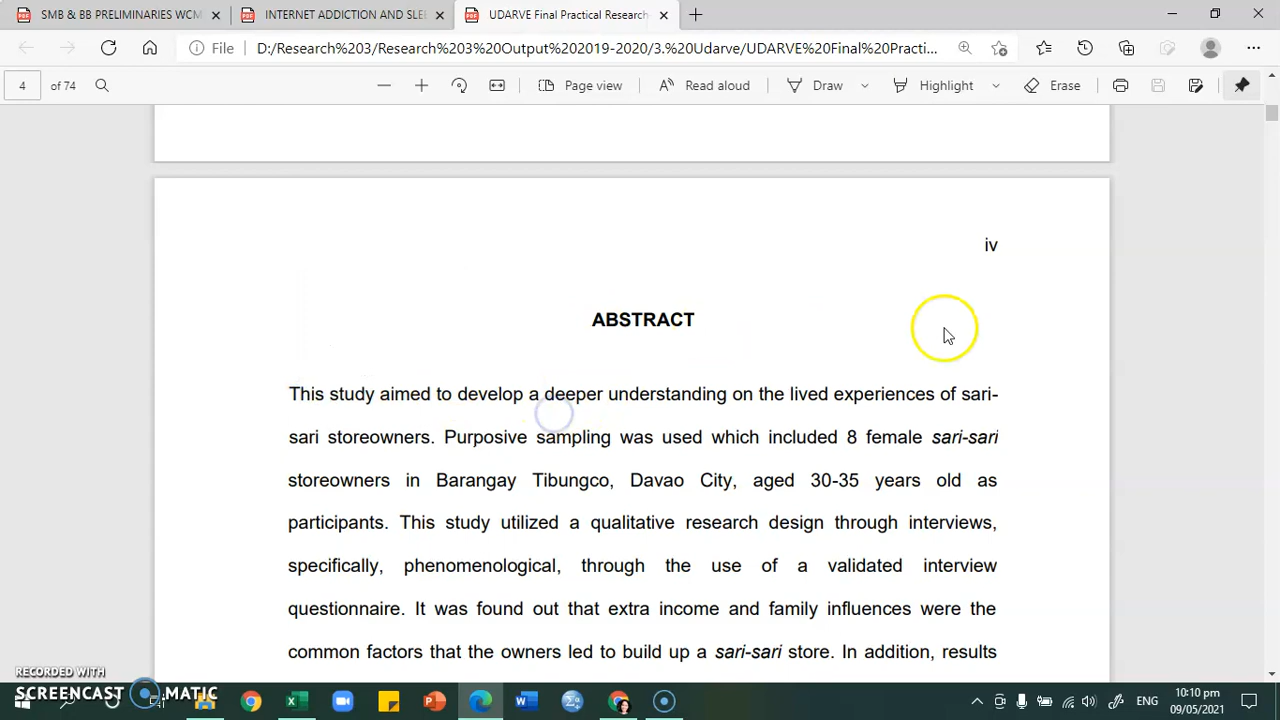 SMB & BB PRELIMINARIES WCM
INTERNET ADDICTION AND SLE
UDARVE Final Practical Research
File
D:/Research%203/Research%203%20Output%202019-2020/3.%20Udarve/UDARVE%20Final%20Practi...
4 of 74
Page view
Read aloud
Draw
Highlight
Erase
iv
ABSTRACT
This study aimed to develop a deeper understanding on the lived experiences of sari-
sari storeowners. Purposive sampling was used which included 8 female sari-sari
storeowners in Barangay Tibungco, Davao City, aged 30-35 years old as
participants. This study utilized a qualitative research design through interviews,
specifically, phenomenological, through the use of a validated interview
questionnaire. It was found out that extra income and family influences were the
common factors that the owners led to build up a sari-sari store. In addition, results
RECORDED WITH
SCREENCAST MATIC
ENG
10:10 pm
09/05/2021